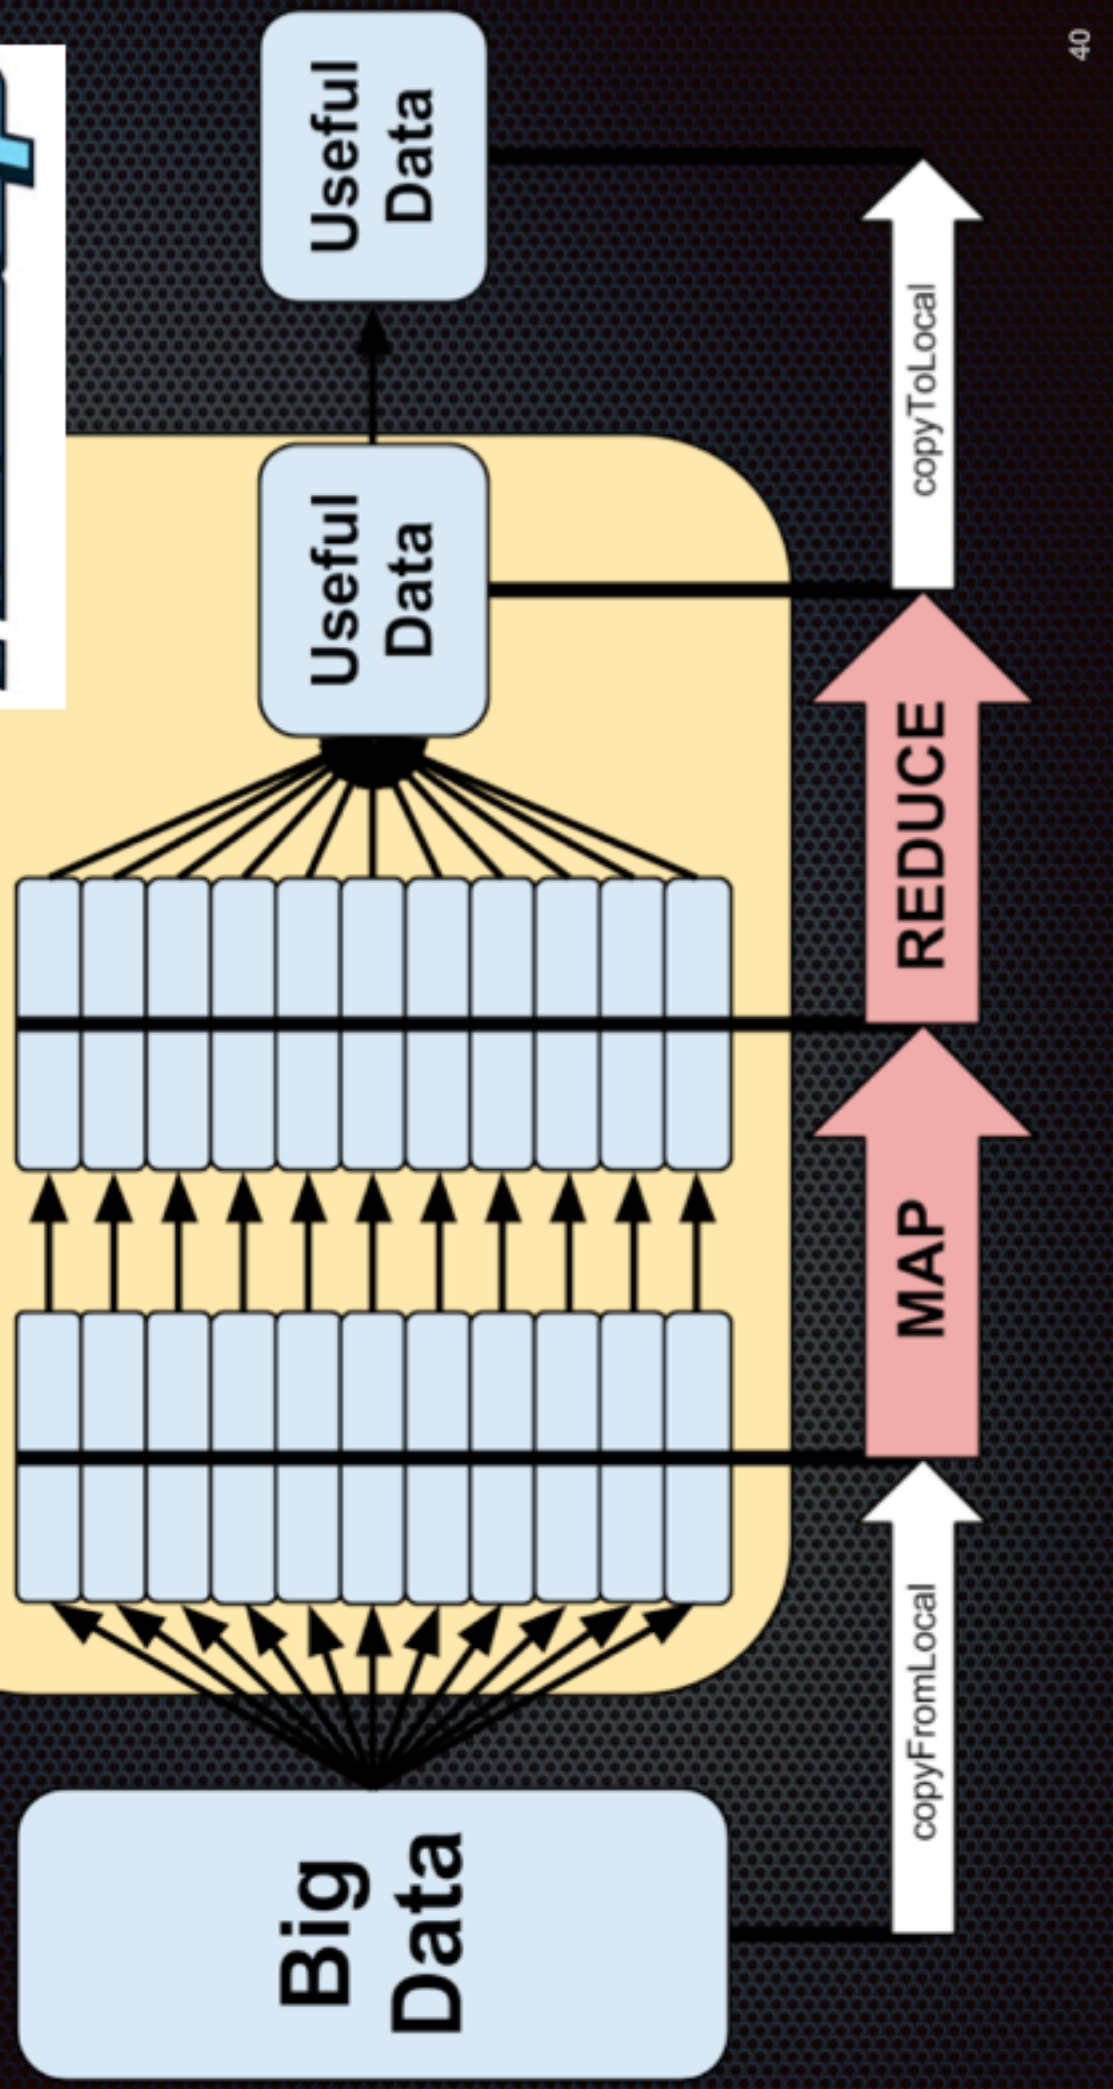 Big
Data
Useful
Data
Useful
Data
copyFromLocal
MAP
REDUCE
copyToLocal
40